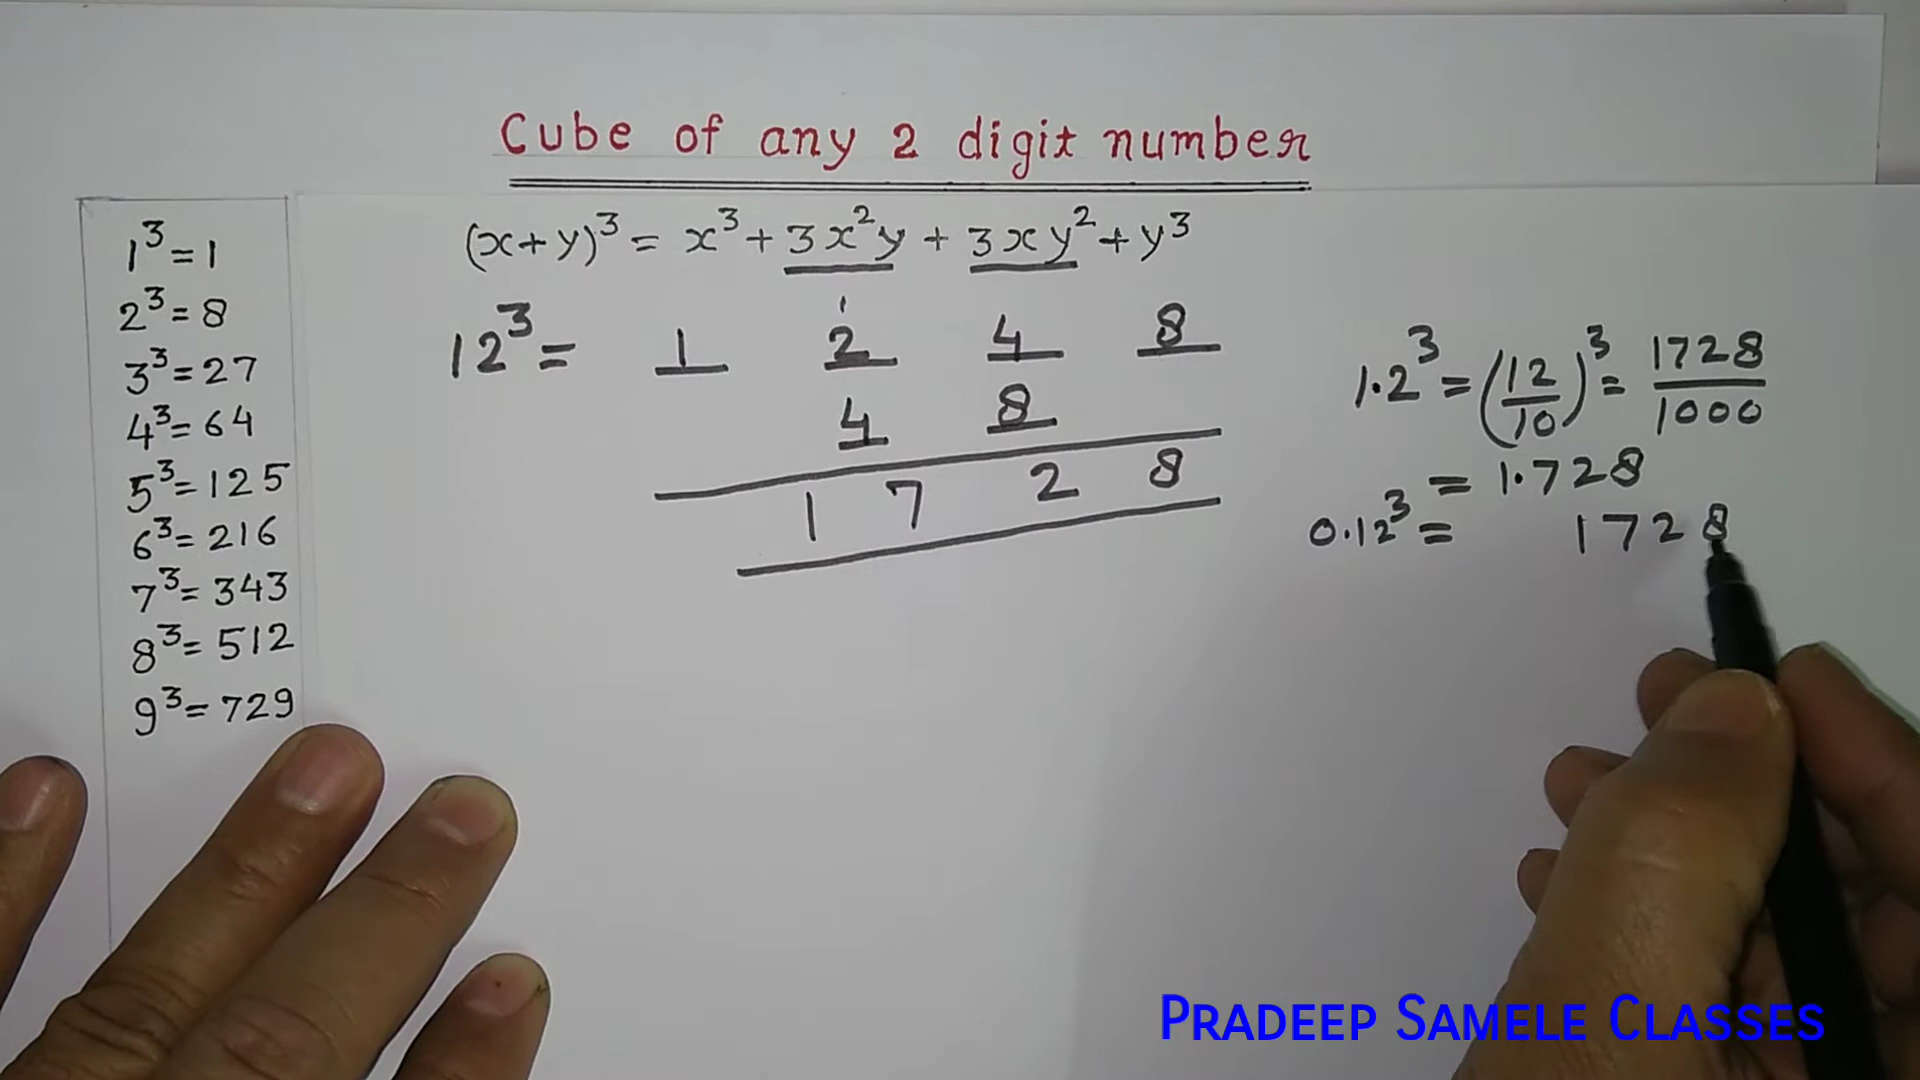 Cube of any 2 digit number
1³=1
2³=8
3³=27
4³=64
5³=125
6³=216
7³=343
8³=512
9³=729
(x+y)³ = x³+3x²y + 3xy²+y³
1
12³= 1 2 4 8
4 8
1 7 2 8
1.2³=(12/10)³=1728/1000
= 1.728
0.12³= 1728
PRADEEP SAMELE CLASSES